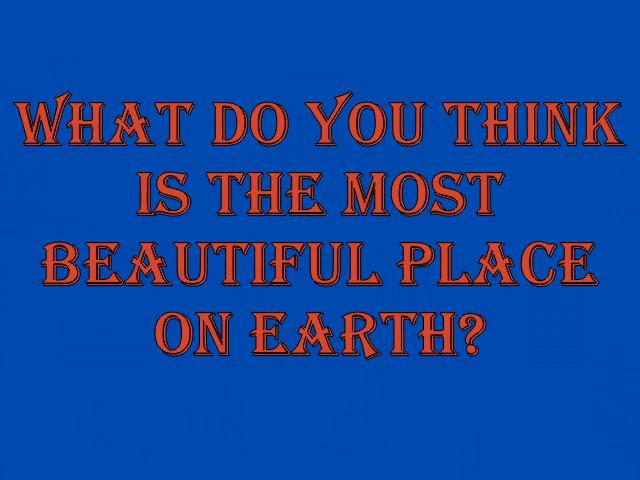 WHAT DO YOU THINK
IS THE MOST
BEAUTIFUL PLACE
ON EARTH?